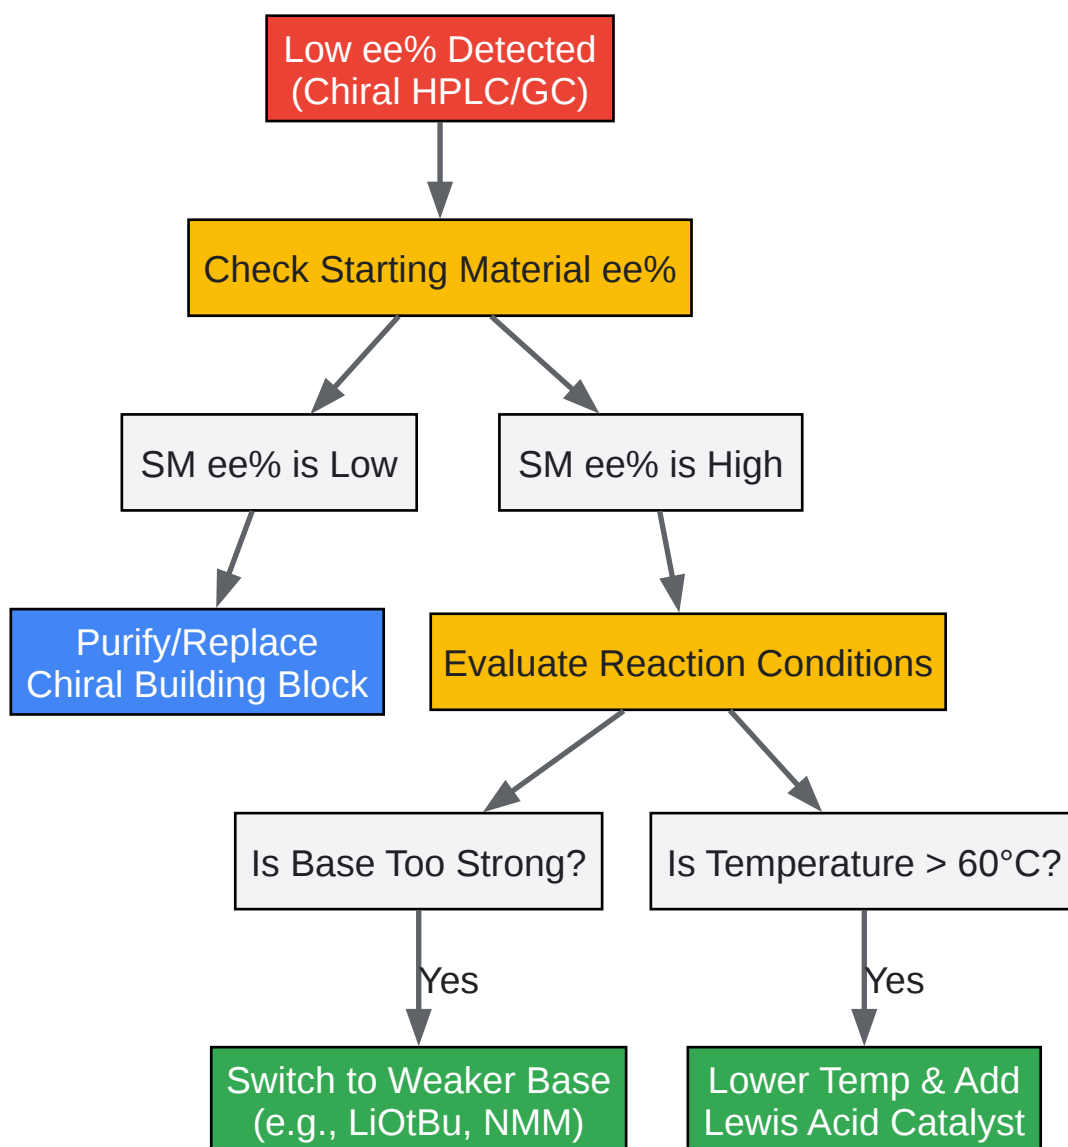 Low ee% Detected
(Chiral HPLC/GC)
Check Starting Material ee%
SM ee% is Low
SM ee% is High
Purify/Replace
Chiral Building Block
Evaluate Reaction Conditions
Is Base Too Strong?
Is Temperature > 60°C?
Yes
Yes
Switch to Weaker Base
(e.g., LiOtBu, NMM)
Lower Temp & Add
Lewis Acid Catalyst